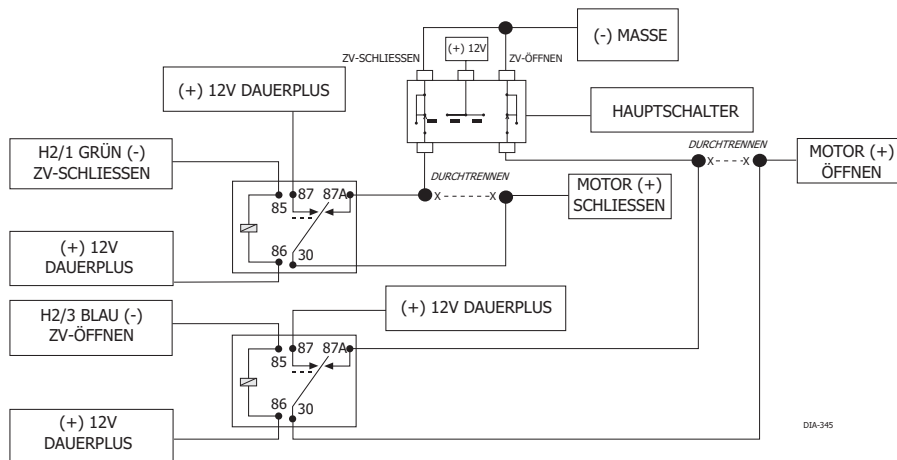 (-) MASSE
ZV-SCHLIESSEN
(+) 12V
ZV-ÖFFNEN
(+) 12V DAUERPLUS
HAUPTSCHALTER
H2/1 GRÜN (-)
ZV-SCHLIESSEN
DURCHTRENNEN
X - - - - X
MOTOR (+)
ÖFFNEN
DURCHTRENNEN
X - - - - X
MOTOR (+)
SCHLIESSEN
87 87A
85
86
30
(+) 12V
DAUERPLUS
H2/3 BLAU (-)
ZV-ÖFFNEN
(+) 12V DAUERPLUS
87 87A
85
86
30
(+) 12V
DAUERPLUS
DIA-345